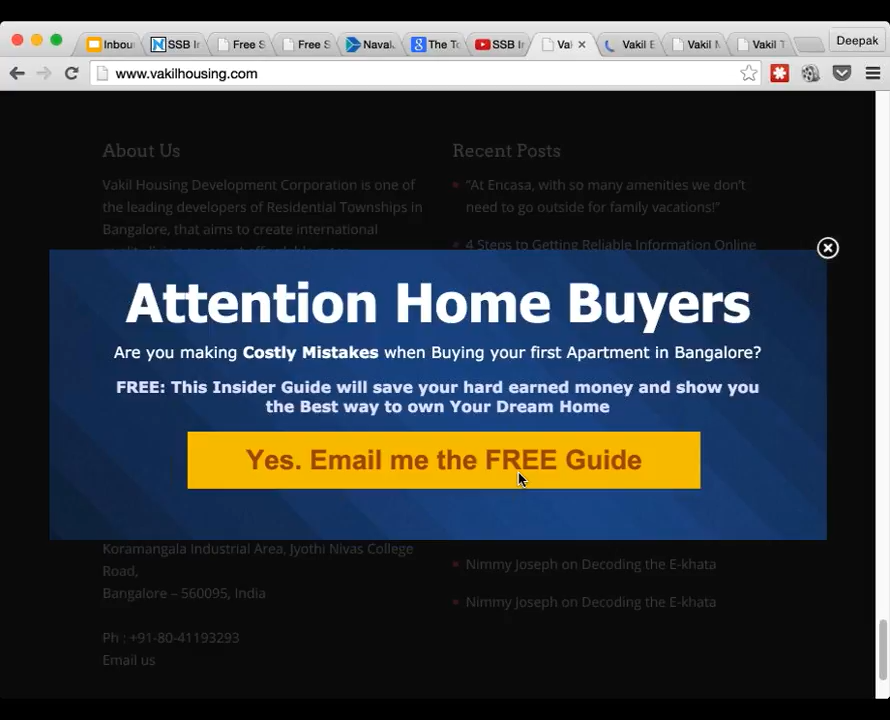 Inbou
SSB In
Free S
Free S
Naval
The To
SSB In
Val
Vakil E
Vakil M
Vakil T
Deepak
www.vakilhousing.com
About Us
Vakil Housing Development Corporation is one of
the leading developers of Residential Townships in
Bangalore, that aims to create international
Recent Posts
"At Encasa, with so many amenities we don't
need to go outside for family vacations!"
4 Steps to Getting Reliable Information Online
Attention Home Buyers
Are you making Costly Mistakes when Buying your first Apartment in Bangalore?
FREE: This Insider Guide will save your hard earned money and show you
the Best way to own Your Dream Home
Yes. Email me the FREE Guide
Koramangala Industrial Area, Jyothi Nivas College
Road,
Bangalore – 560095, India
Ph : +91-80-41193293
Email us
Nimmy Joseph on Decoding the E-khata
Nimmy Joseph on Decoding the E-khata